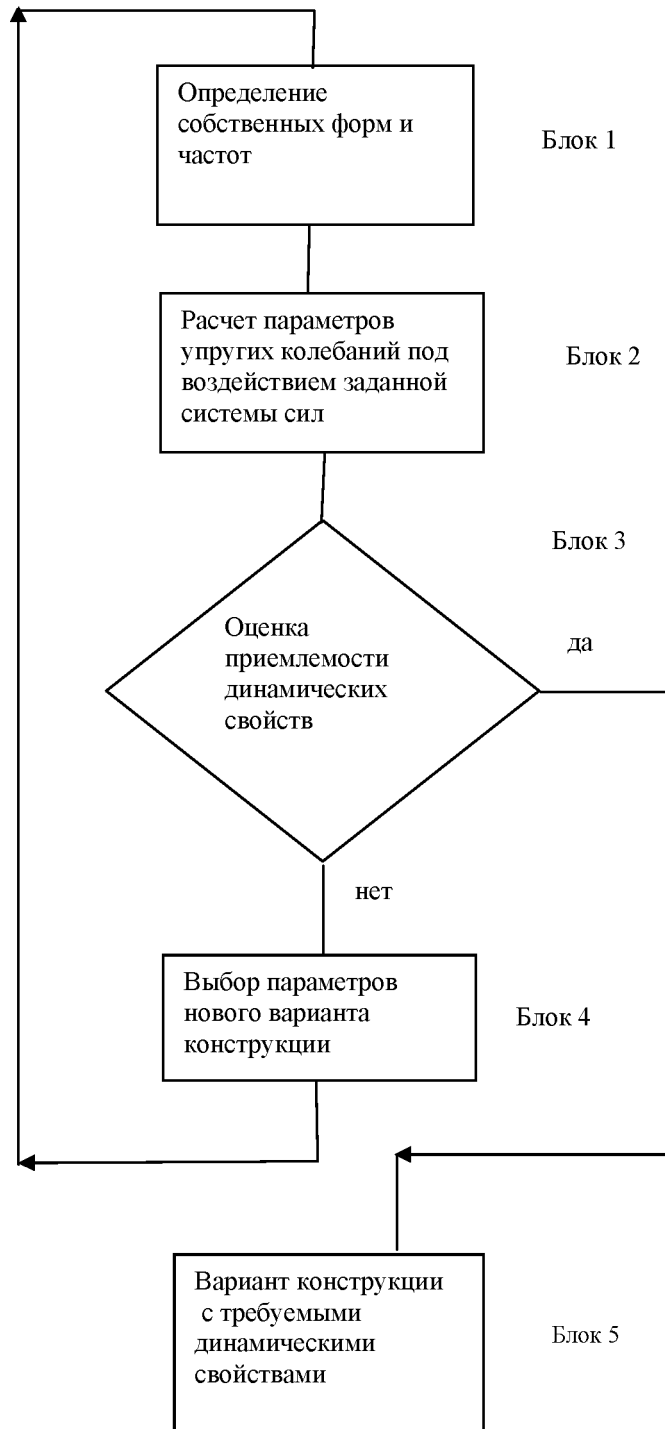 Определение
собственных форм и
частот
Блок 1
Расчет параметров
упругих колебаний под
воздействием заданной
системы сил
Блок 2
Блок 3
Оценка
приемлемости
динамических
свойств
да
нет
Выбор параметров
нового варианта
конструкции
Блок 4
Вариант конструкции
с требуемыми
динамическими
свойствами
Блок 5